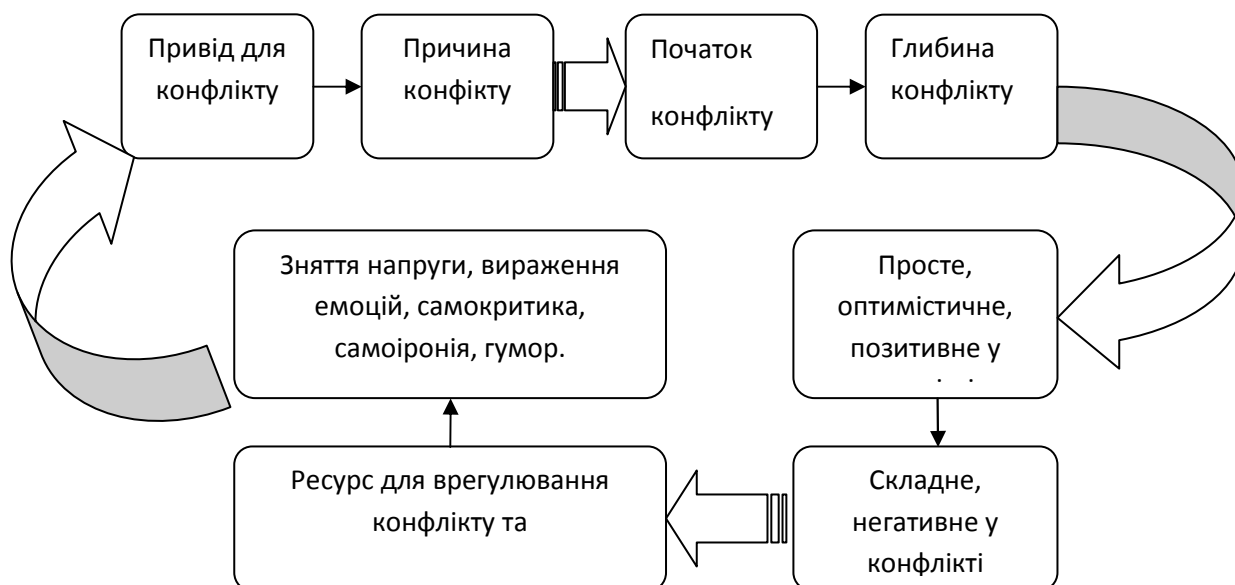 Привід для
конфлікту
Причина
конфікту
Початок
конфлікту
Глибина
конфлікту
Просте,
оптимістичне,
позитивне у
Складне,
негативне у
конфлікті
Ресурс для врегулювання
конфлікту та
Зняття напруги, вираження
емоцій, самокритика,
самоіронія, гумор.